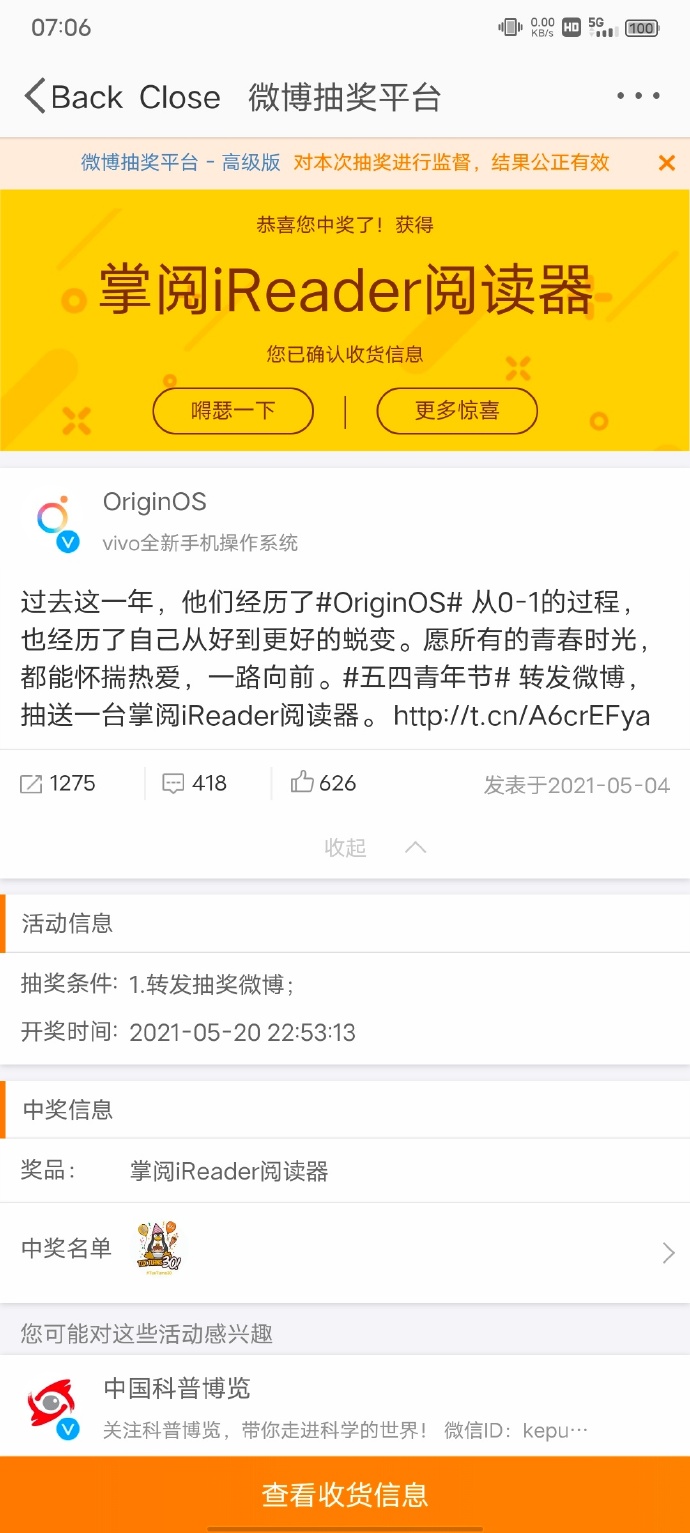 07:06
0.00 KB/s HD 5G 100
Back Close 微博抽奖平台
微博抽奖平台 - 高级版 对本次抽奖进行监督，结果公正有效
恭喜您中奖了！获得
掌阅iReader阅读器
您已确认收货信息
嘚瑟一下
更多惊喜
OriginOS
vivo全新手机操作系统
过去这一年，他们经历了#OriginOS# 从0-1的过程，
也经历了自己从好到更好的蜕变。愿所有的青春时光，
都能怀揣热爱，一路向前。#五四青年节# 转发微博，
抽送一台掌阅iReader阅读器。 http://t.cn/A6crEFya
1275 418 626 发表于2021-05-04
收起
活动信息
抽奖条件: 1.转发抽奖微博；
开奖时间: 2021-05-20 22:53:13
中奖信息
奖品： 掌阅iReader阅读器
中奖名单
您可能对这些活动感兴趣
中国科普博览
关注科普博览，带你走进科学的世界！ 微信ID：kepu…
查看收货信息